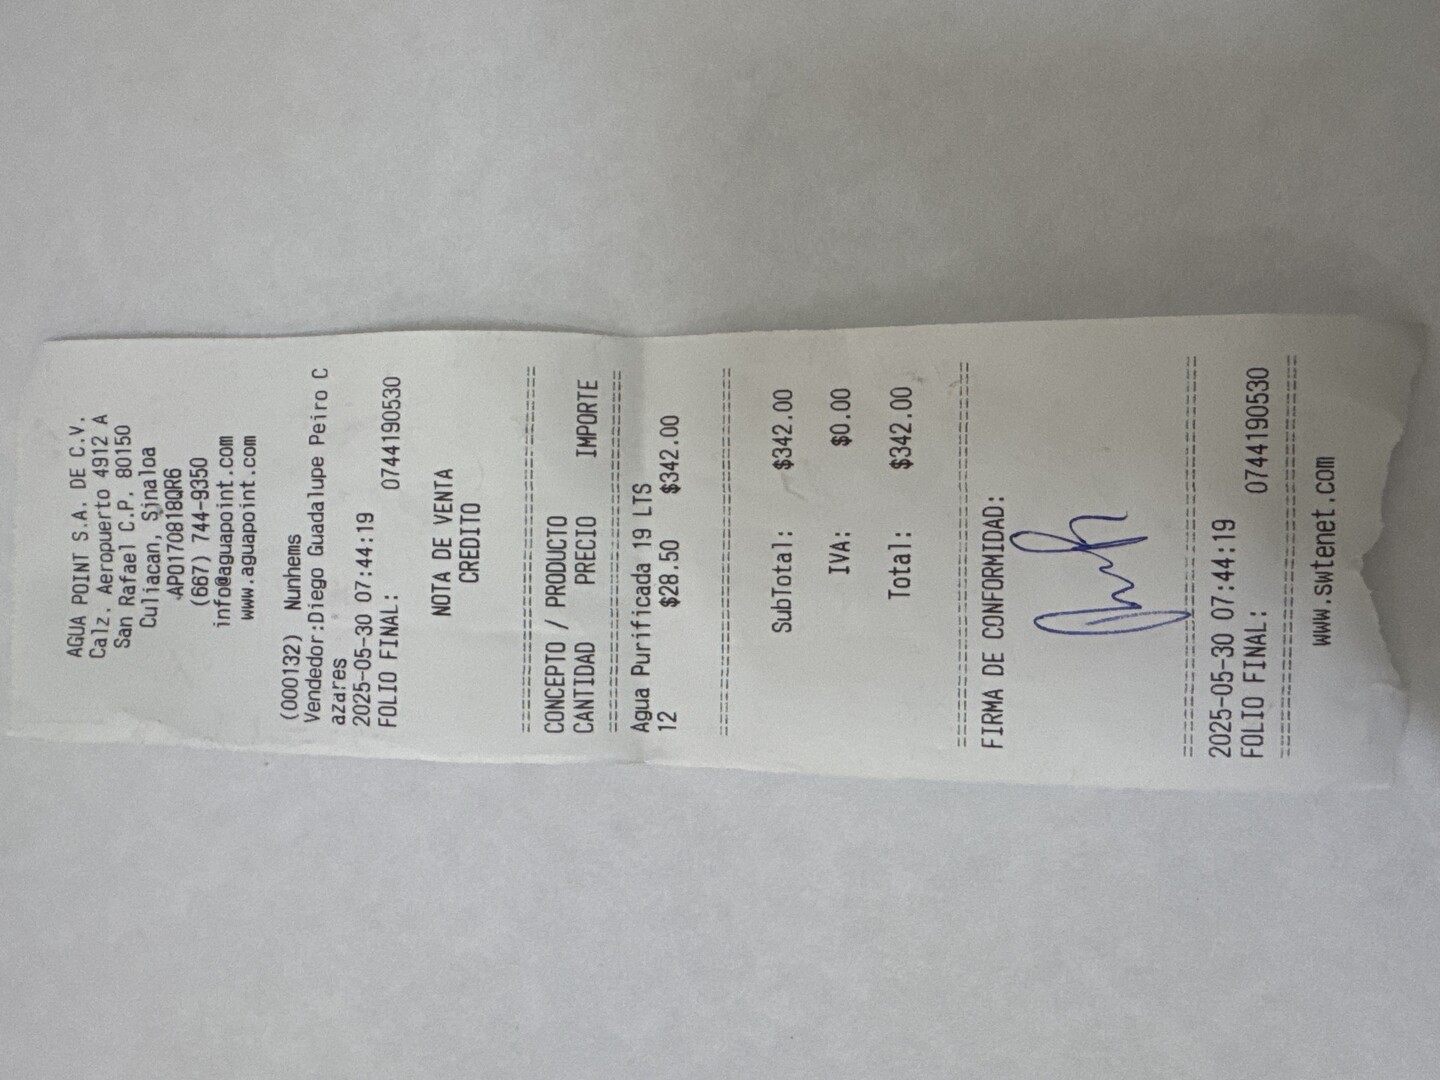 AGUA POINT S.A. DE C.V.
Calz. Aeropuerto 4912 A
San Rafael C.P. 80150
Culiacan, Sinaloa
APO170818QR6
(667) 744-9350
info@aguapoint.com
www.aguapoint.com
(000132) Nunhems
Vendedor:Diego Guadalupe Peiro C
azares
2025-05-30 07:44:19
FOLIO FINAL: 0744190530
NOTA DE VENTA
CREDITO
================================
CONCEPTO / PRODUCTO
CANTIDAD PRECIO IMPORTE
================================
Agua Purificada 19 LTS
12 $28.50 $342.00
================================
SubTotal: $342.00
IVA: $0.00
Total: $342.00
================================
FIRMA DE CONFORMIDAD:
================================
2025-05-30 07:44:19
FOLIO FINAL: 0744190530
================================
www.swtenet.com